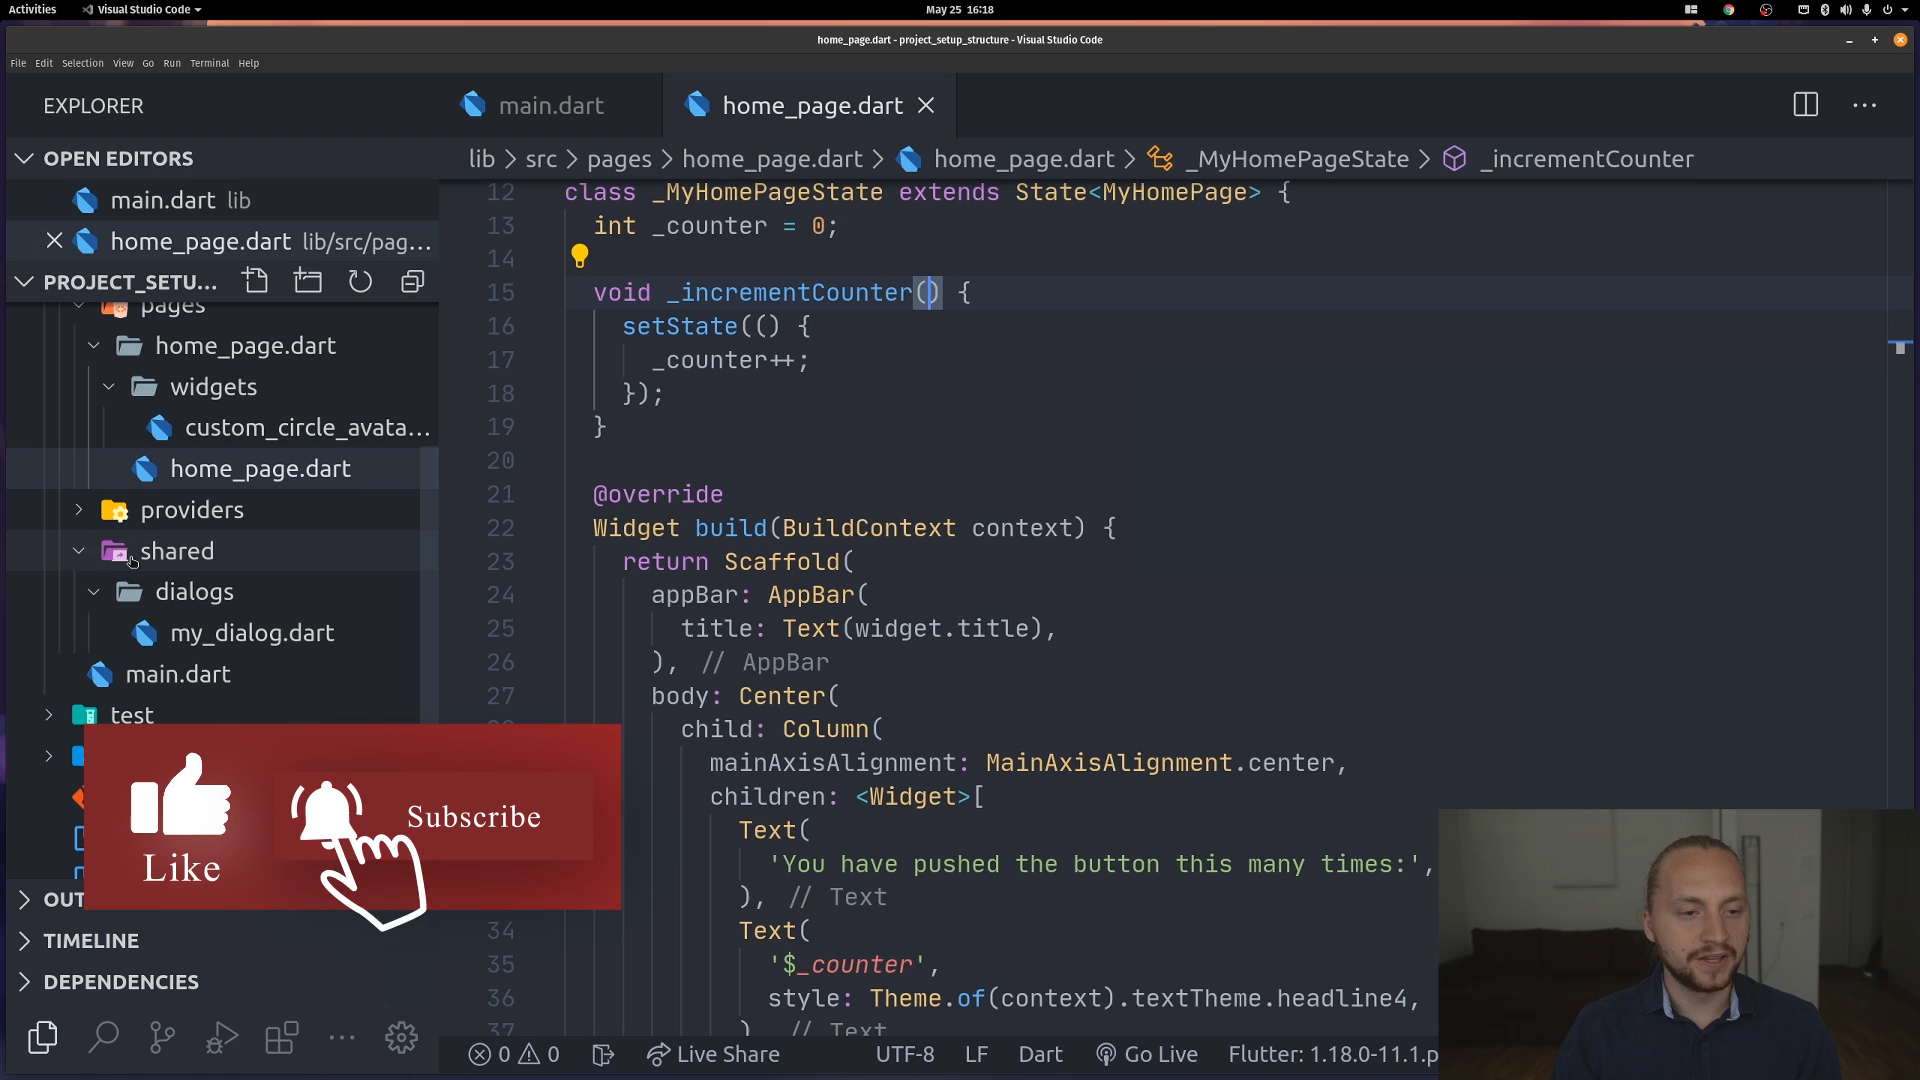 Activities
Visual Studio Code
May 25 16:18
home_page.dart - project_setup_structure - Visual Studio Code
File Edit Selection View Go Run Terminal Help
EXPLORER
main.dart
home_page.dart
OPEN EDITORS
main.dart lib
home_page.dart lib/src/pag...
PROJECT_SETU...
pages
home_page.dart
widgets
custom_circle_avata...
home_page.dart
providers
shared
dialogs
my_dialog.dart
main.dart
test
OUT
TIMELINE
DEPENDENCIES
Like
Subscribe
lib > src > pages > home_page.dart > home_page.dart > _MyHomePageState > _incrementCounter
12 class _MyHomePageState extends State<MyHomePage> {
13 int _counter = 0;
14
15 void _incrementCounter() {
16 setState(() {
17 _counter++;
18 });
19 }
20
21 @override
22 Widget build(BuildContext context) {
23 return Scaffold(
24 appBar: AppBar(
25 title: Text(widget.title),
26 ), // AppBar
27 body: Center(
child: Column(
mainAxisAlignment: MainAxisAlignment.center,
children: <Widget>[
Text(
'You have pushed the button this many times:',
), // Text
34 Text(
35 '$_counter',
36 style: Theme.of(context).textTheme.headline4,
37 ), // Text
0 0
Live Share
UTF-8
LF
Dart
Go Live
Flutter: 1.18.0-11.1.p